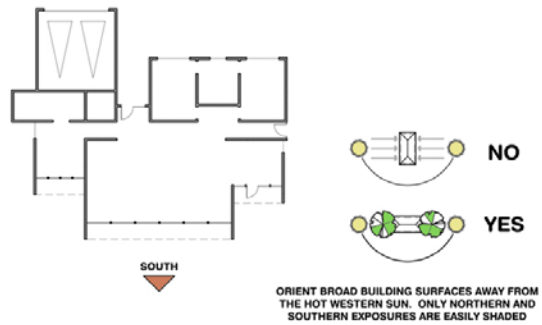 NO
YES
SOUTH
ORIENT BROAD BUILDING SURFACES AWAY FROM
THE HOT WESTERN SUN. ONLY NORTHERN AND
SOUTHERN EXPOSURES ARE EASILY SHADED